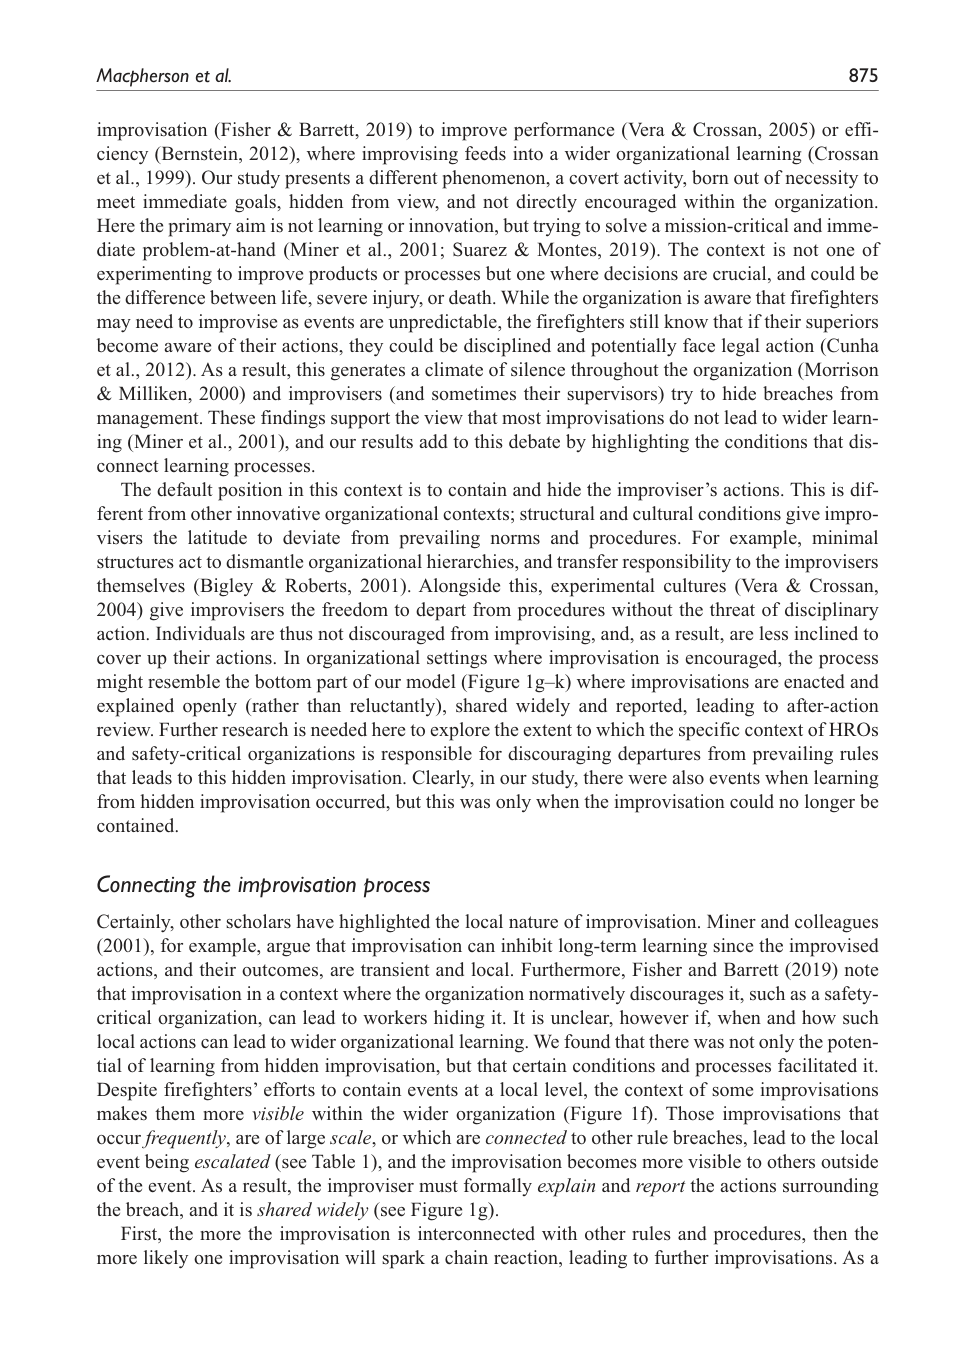 Macpherson et al. 875
improvisation (Fisher & Barrett, 2019) to improve performance (Vera & Crossan, 2005) or effi-
ciency (Bernstein, 2012), where improvising feeds into a wider organizational learning (Crossan
et al., 1999). Our study presents a different phenomenon, a covert activity, born out of necessity to
meet immediate goals, hidden from view, and not directly encouraged within the organization.
Here the primary aim is not learning or innovation, but trying to solve a mission-critical and imme-
diate problem-at-hand (Miner et al., 2001; Suarez & Montes, 2019). The context is not one of
experimenting to improve products or processes but one where decisions are crucial, and could be
the difference between life, severe injury, or death. While the organization is aware that firefighters
may need to improvise as events are unpredictable, the firefighters still know that if their superiors
become aware of their actions, they could be disciplined and potentially face legal action (Cunha
et al., 2012). As a result, this generates a climate of silence throughout the organization (Morrison
& Milliken, 2000) and improvisers (and sometimes their supervisors) try to hide breaches from
management. These findings support the view that most improvisations do not lead to wider learn-
ing (Miner et al., 2001), and our results add to this debate by highlighting the conditions that dis-
connect learning processes.
The default position in this context is to contain and hide the improviser's actions. This is dif-
ferent from other innovative organizational contexts; structural and cultural conditions give impro-
visers the latitude to deviate from prevailing norms and procedures. For example, minimal
structures act to dismantle organizational hierarchies, and transfer responsibility to the improvisers
themselves (Bigley & Roberts, 2001). Alongside this, experimental cultures (Vera & Crossan,
2004) give improvisers the freedom to depart from procedures without the threat of disciplinary
action. Individuals are thus not discouraged from improvising, and, as a result, are less inclined to
cover up their actions. In organizational settings where improvisation is encouraged, the process
might resemble the bottom part of our model (Figure 1g–k) where improvisations are enacted and
explained openly (rather than reluctantly), shared widely and reported, leading to after-action
review. Further research is needed here to explore the extent to which the specific context of HROs
and safety-critical organizations is responsible for discouraging departures from prevailing rules
that leads to this hidden improvisation. Clearly, in our study, there were also events when learning
from hidden improvisation occurred, but this was only when the improvisation could no longer be
contained.
Connecting the improvisation process
Certainly, other scholars have highlighted the local nature of improvisation. Miner and colleagues
(2001), for example, argue that improvisation can inhibit long-term learning since the improvised
actions, and their outcomes, are transient and local. Furthermore, Fisher and Barrett (2019) note
that improvisation in a context where the organization normatively discourages it, such as a safety-
critical organization, can lead to workers hiding it. It is unclear, however if, when and how such
local actions can lead to wider organizational learning. We found that there was not only the poten-
tial of learning from hidden improvisation, but that certain conditions and processes facilitated it.
Despite firefighters' efforts to contain events at a local level, the context of some improvisations
makes them more visible within the wider organization (Figure 1f). Those improvisations that
occur frequently, are of large scale, or which are connected to other rule breaches, lead to the local
event being escalated (see Table 1), and the improvisation becomes more visible to others outside
of the event. As a result, the improviser must formally explain and report the actions surrounding
the breach, and it is shared widely (see Figure 1g).
First, the more the improvisation is interconnected with other rules and procedures, then the
more likely one improvisation will spark a chain reaction, leading to further improvisations. As a